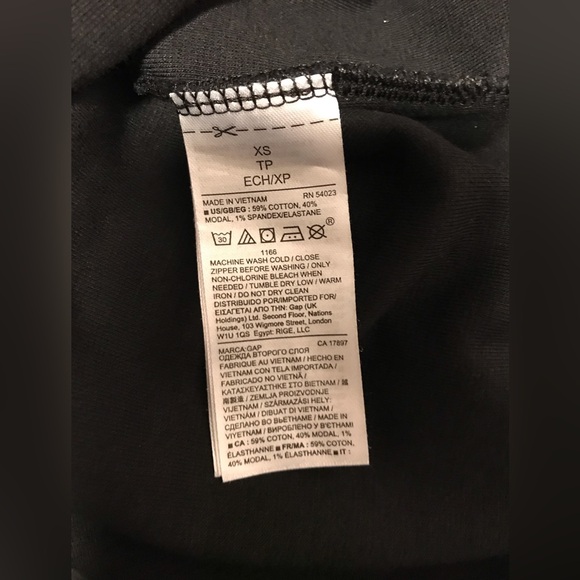 XS
TP
ECH/XP
MADE IN VIETNAM RN 54023
■ US/GB/EG : 59% COTTON, 40%
MODAL, 1% SPANDEX/ELASTANE
30 ®
1166
MACHINE WASH COLD / CLOSE
ZIPPER BEFORE WASHING / ONLY
NON-CHLORINE BLEACH WHEN
NEEDED / TUMBLE DRY LOW / WARM
IRON / DO NOT DRY CLEAN
DISTRIBUIDO POR/IMPORTED FOR/
ΕΙΣΑΓΕΤΑΙ ΑΠΟ ΤΗΝ: Gap (UK
Holdings) Ltd. Second Floor, Nations
House, 103 Wigmore Street, London
W1U 1QS Egypt: RIGE, LLC
MARCA:GAP CA 17897
ОДЕЖДА ВТОРОГО СЛОЯ
FABRIQUE AU VIETNAM / HECHO EN
VIETNAM CON TELA IMPORTADA /
FABRICADO NO VIETNÃ /
ΚΑΤΑΣΚΕΥΑΣΤΗΚΕ ΣΤΟ ΒΙΕΤΝΑΜ / 越
南製造 / ZEMLJA PROIZVODNJE
VIJETNAM / SZÁRMAZÁSI HELY:
VIETNÁM / DIBUAT DI VIETNAM /
СДЕЛАНО ВО ВЬЕТНАМЕ / MADE IN
VIYETNAM / ВИРОБЛЕНО У В'ЄТНАМІ
■ CA : 59% COTTON, 40% MODAL, 1%
ÉLASTHANNE ■ FR/MA : 59% COTON,
40% MODAL, 1% ÉLASTHANNE ■ IT :